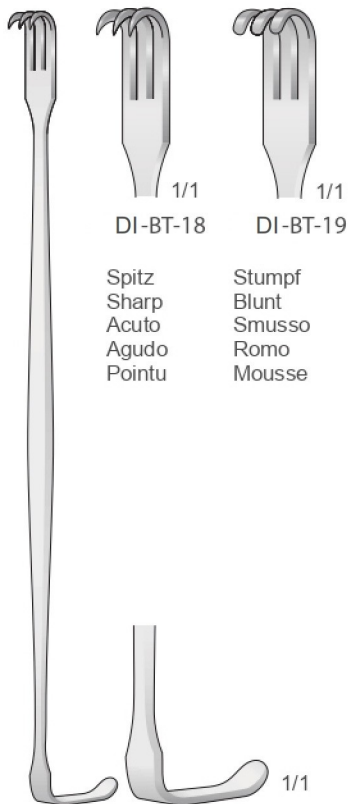 1/1 1/1
DI-BT-18 DI-BT-19
Spitz Stumpf
Sharp Blunt
Acuto Smusso
Agudo Romo
Pointu Mousse
1/1